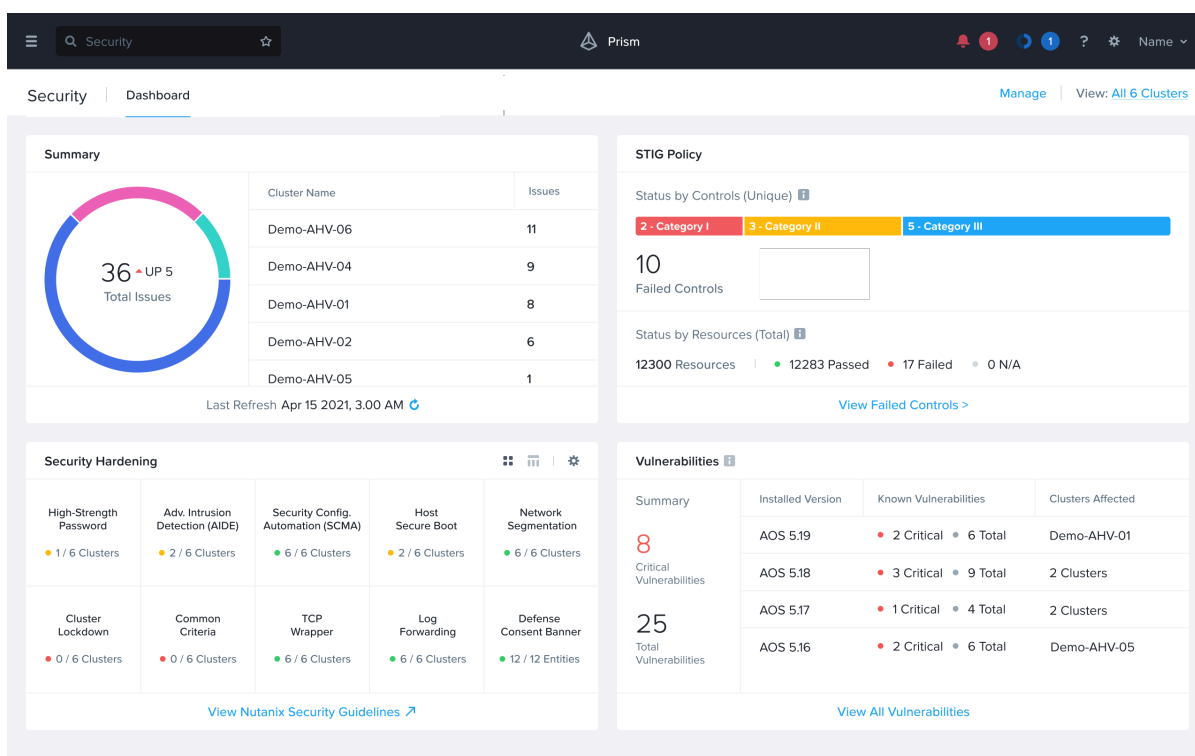 Security
Prism
1
1
?
Name
Security
Dashboard
Manage
View: All 6 Clusters
Summary
36 UP 5
Total Issues
Cluster Name Issues
Demo-AHV-06 11
Demo-AHV-04 9
Demo-AHV-01 8
Demo-AHV-02 6
Demo-AHV-05 1
Last Refresh Apr 15 2021, 3.00 AM
STIG Policy
Status by Controls (Unique)
2 - Category I 3 - Category II 5 - Category III
10
Failed Controls
Status by Resources (Total)
12300 Resources 12283 Passed 17 Failed 0 N/A
View Failed Controls >
Security Hardening
High-Strength
Password
1 / 6 Clusters
Adv. Intrusion
Detection (AIDE)
2 / 6 Clusters
Security Config.
Automation (SCMA)
6 / 6 Clusters
Host
Secure Boot
2 / 6 Clusters
Network
Segmentation
6 / 6 Clusters
Cluster
Lockdown
0 / 6 Clusters
Common
Criteria
0 / 6 Clusters
TCP
Wrapper
6 / 6 Clusters
Log
Forwarding
6 / 6 Clusters
Defense
Consent Banner
12 / 12 Entities
View Nutanix Security Guidelines
Vulnerabilities
Summary
8
Critical
Vulnerabilities
25
Total
Vulnerabilities
Installed Version Known Vulnerabilities Clusters Affected
AOS 5.19 2 Critical 6 Total Demo-AHV-01
AOS 5.18 3 Critical 9 Total 2 Clusters
AOS 5.17 1 Critical 4 Total 2 Clusters
AOS 5.16 2 Critical 6 Total Demo-AHV-05
View All Vulnerabilities